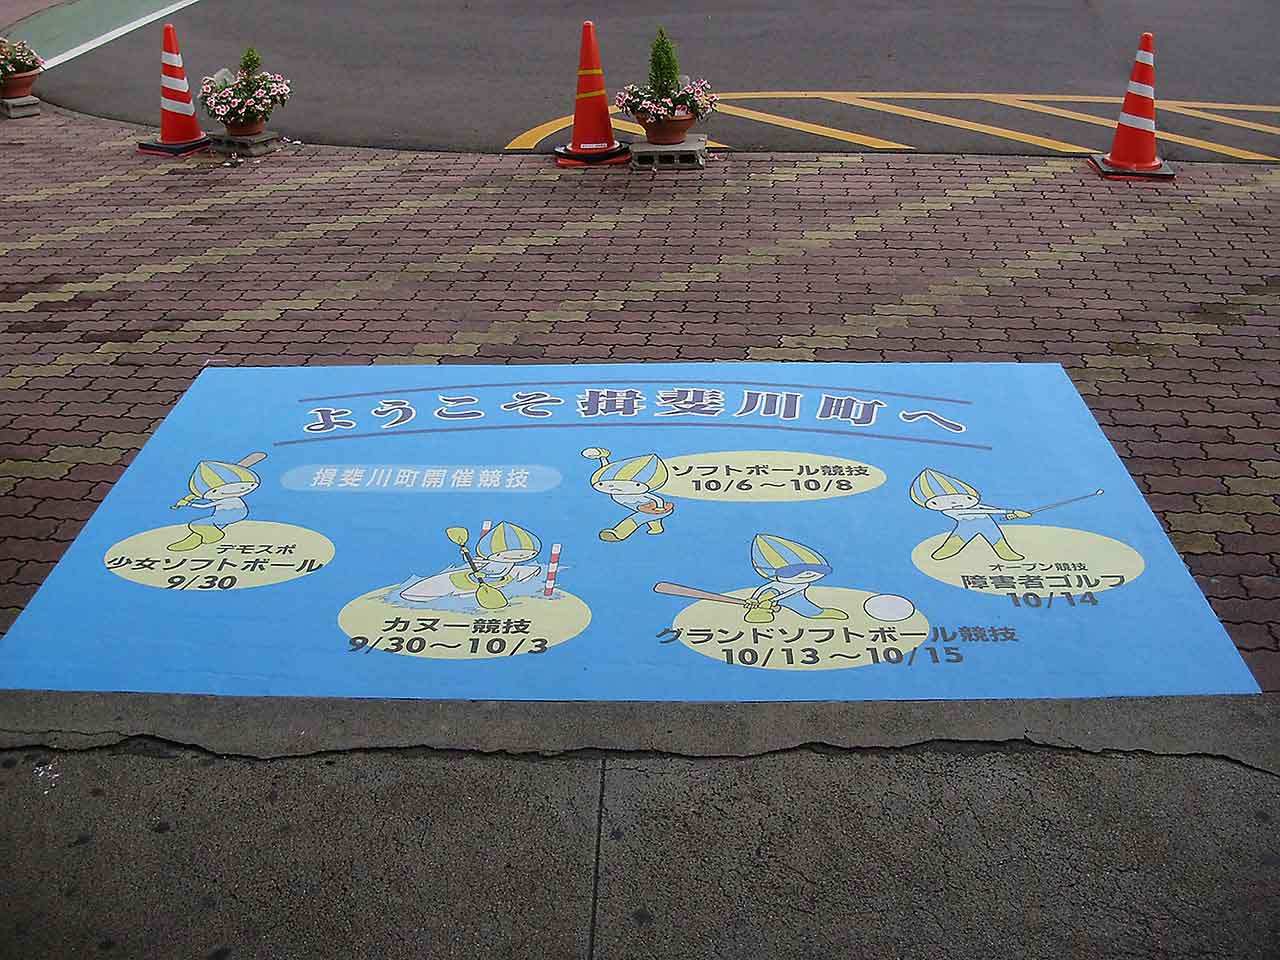 ようこそ揖斐川町へ
揖斐川町開催競技
ソフトボール競技
10/6～10/8
デモスポ
少女ソフトボール
9/30
カヌー競技
9/30～10/3
グランドソフトボール競技
10/13～10/15
オープン競技
障害者ゴルフ
10/14